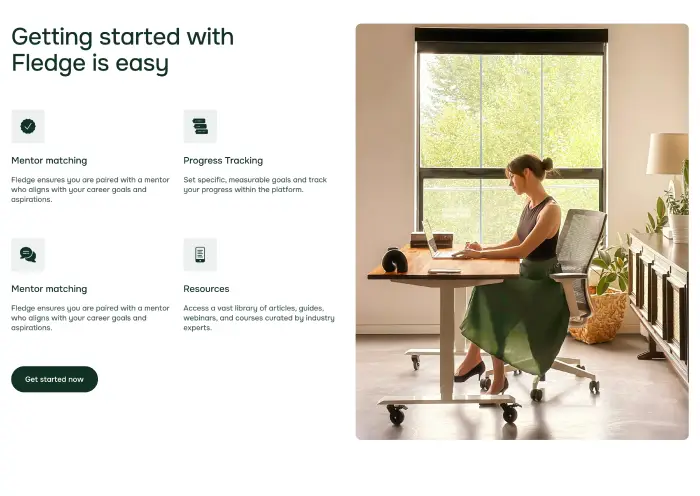 Getting started with
Fledge is easy
Mentor matching
Fledge ensures you are paired with a mentor
who aligns with your career goals and
aspirations.
Progress Tracking
Set specific, measurable goals and track
your progress within the platform.
Mentor matching
Fledge ensures you are paired with a mentor
who aligns with your career goals and
aspirations.
Resources
Access a vast library of articles, guides,
webinars, and courses curated by industry
experts.
Get started now